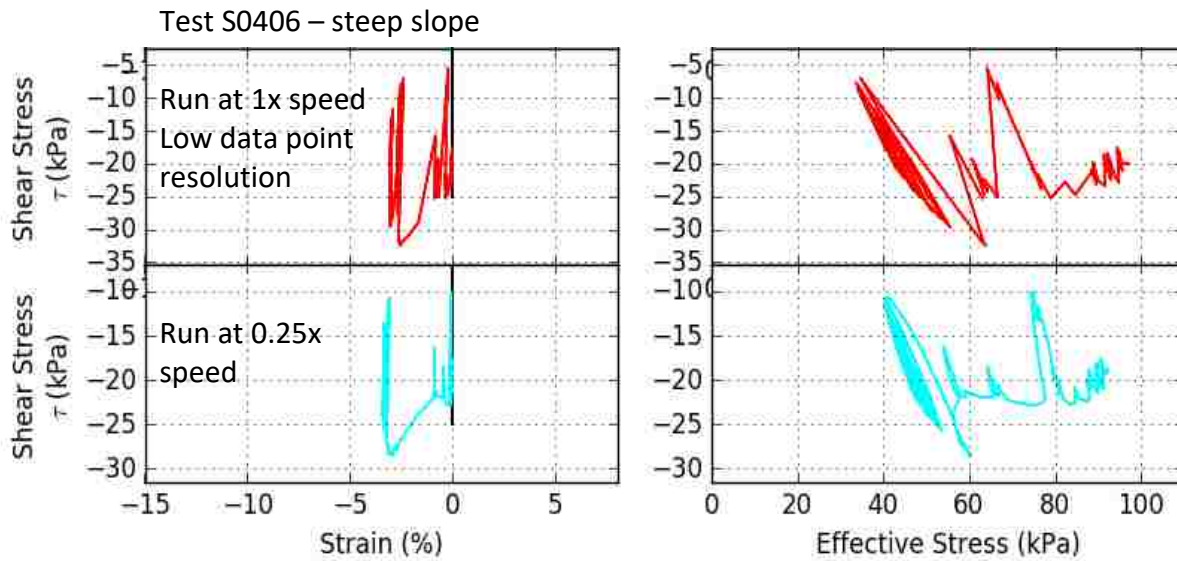 Test S0406 – steep slope
Shear Stress
τ (kPa)
−5
−10
−15
−20
−25
−30
−35
Run at 1x speed
Low data point
resolution
−5
−10
−15
−20
−25
−30
−35
Shear Stress
τ (kPa)
−10
−15
−20
−25
−30
Run at 0.25x
speed
−10
−15
−20
−25
−30
−15 −10 −5 0 5
Strain (%)
0 20 40 60 80 100
Effective Stress (kPa)